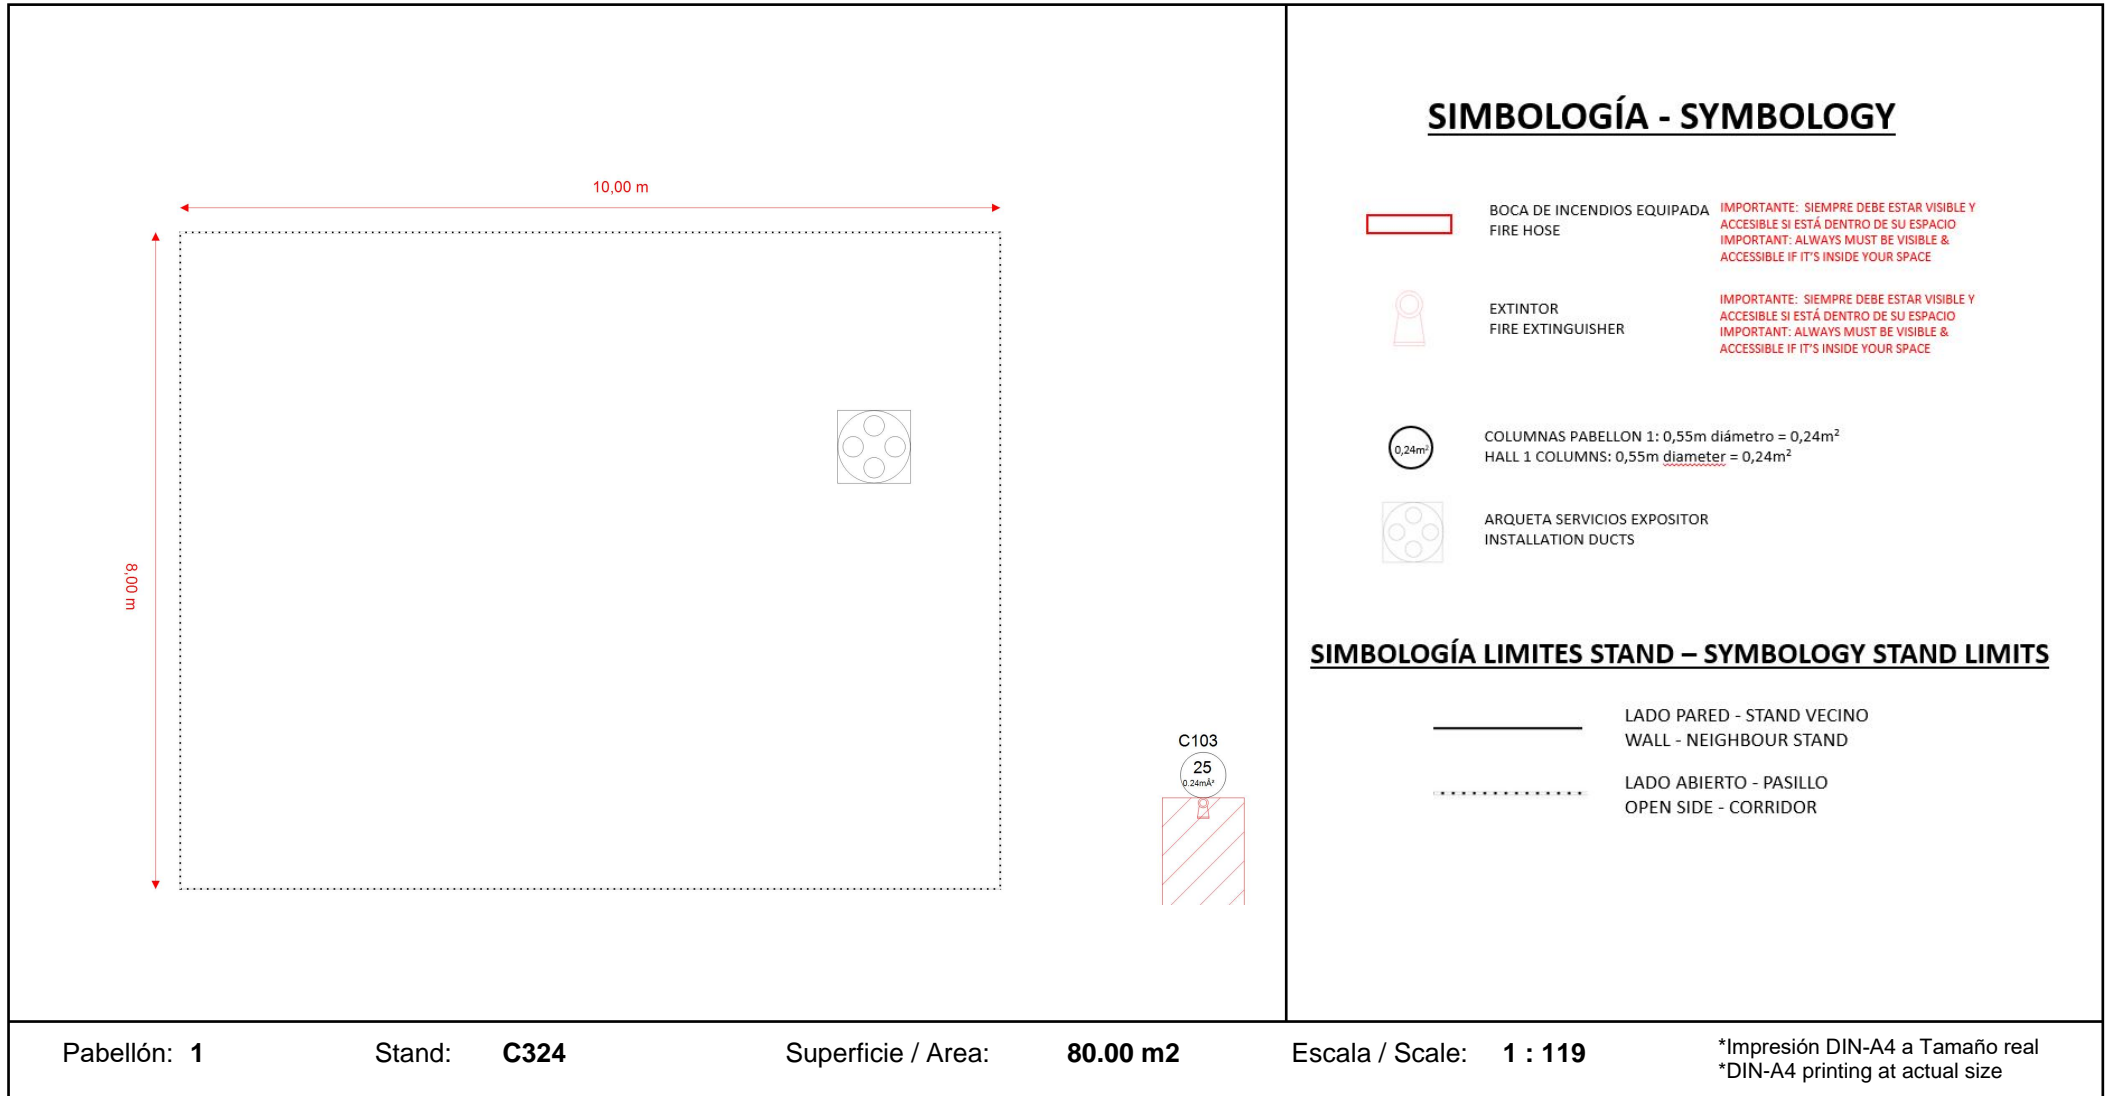 10,00 m
8,00 m
C103
25
0.24mÂ²
SIMBOLOGÍA - SYMBOLOGY
BOCA DE INCENDIOS EQUIPADA
FIRE HOSE
IMPORTANTE: SIEMPRE DEBE ESTAR VISIBLE Y
ACCESIBLE SI ESTÁ DENTRO DE SU ESPACIO
IMPORTANT: ALWAYS MUST BE VISIBLE &
ACCESSIBLE IF IT'S INSIDE YOUR SPACE
EXTINTOR
FIRE EXTINGUISHER
IMPORTANTE: SIEMPRE DEBE ESTAR VISIBLE Y
ACCESIBLE SI ESTÁ DENTRO DE SU ESPACIO
IMPORTANT: ALWAYS MUST BE VISIBLE &
ACCESSIBLE IF IT'S INSIDE YOUR SPACE
0,24m²
COLUMNAS PABELLON 1: 0,55m diámetro = 0,24m²
HALL 1 COLUMNS: 0,55m diameter = 0,24m²
ARQUETA SERVICIOS EXPOSITOR
INSTALLATION DUCTS
SIMBOLOGÍA LIMITES STAND – SYMBOLOGY STAND LIMITS
LADO PARED - STAND VECINO
WALL - NEIGHBOUR STAND
LADO ABIERTO - PASILLO
OPEN SIDE - CORRIDOR
Pabellón: 1 Stand: C324 Superficie / Area: 80.00 m2 Escala / Scale: 1 : 119
*Impresión DIN-A4 a Tamaño real
*DIN-A4 printing at actual size